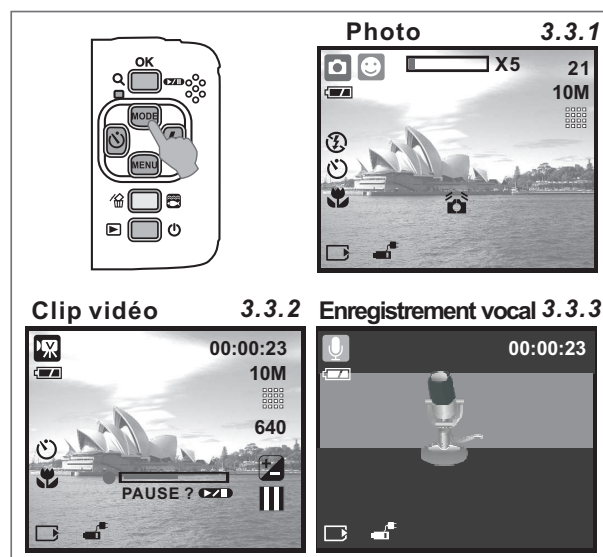 Photo 3.3.1
OK
MODE
MENU
X5
21
10M
Clip vidéo 3.3.2
00:00:23
10M
640
PAUSE ?
Enregistrement vocal 3.3.3
00:00:23